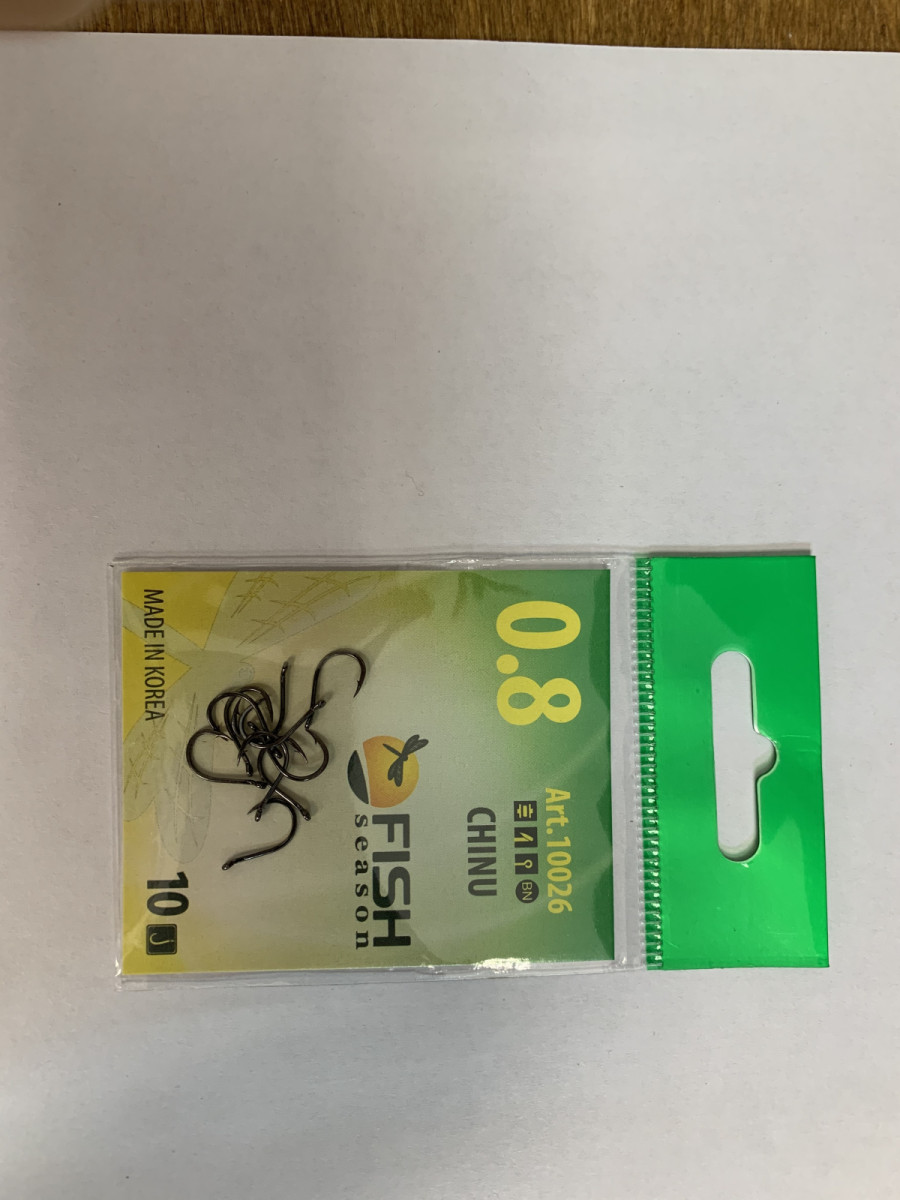 0.8
Art.10026
BN
CHINU
FISH
season
MADE IN KOREA
10